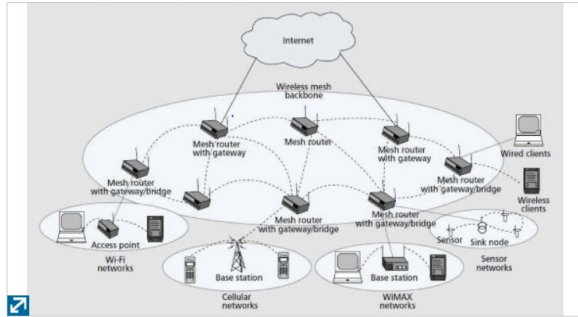 Internet
Wireless mesh
backbone
Mesh router
with gateway
Mesh router
Mesh router
with gateway
Wired clients
Mesh router
with gateway/bridge
Mesh router
with gateway/bridge
Wireless
clients
Mesh router
with gateway/bridge
Mesh router
with gateway/bridge
Access point
Wi-Fi
networks
Base station
Cellular
networks
Base station
WiMAX
networks
Sensor
Sink node
Sensor
networks